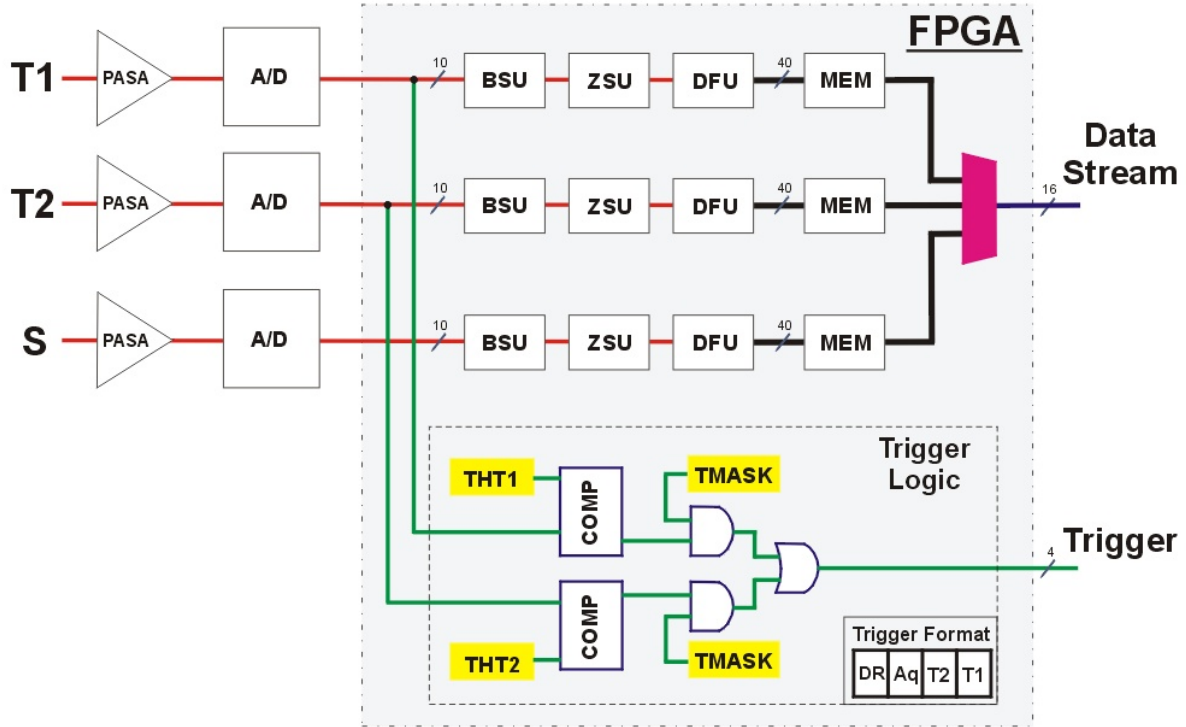 FPGA
T1
PASA
A/D
10
BSU
ZSU
DFU
40
MEM
Data
Stream
16
T2
PASA
A/D
10
BSU
ZSU
DFU
40
MEM
S
PASA
A/D
10
BSU
ZSU
DFU
40
MEM
Trigger
Logic
THT1
COMP
TMASK
4
Trigger
THT2
COMP
TMASK
Trigger Format
DR Aq T2 T1